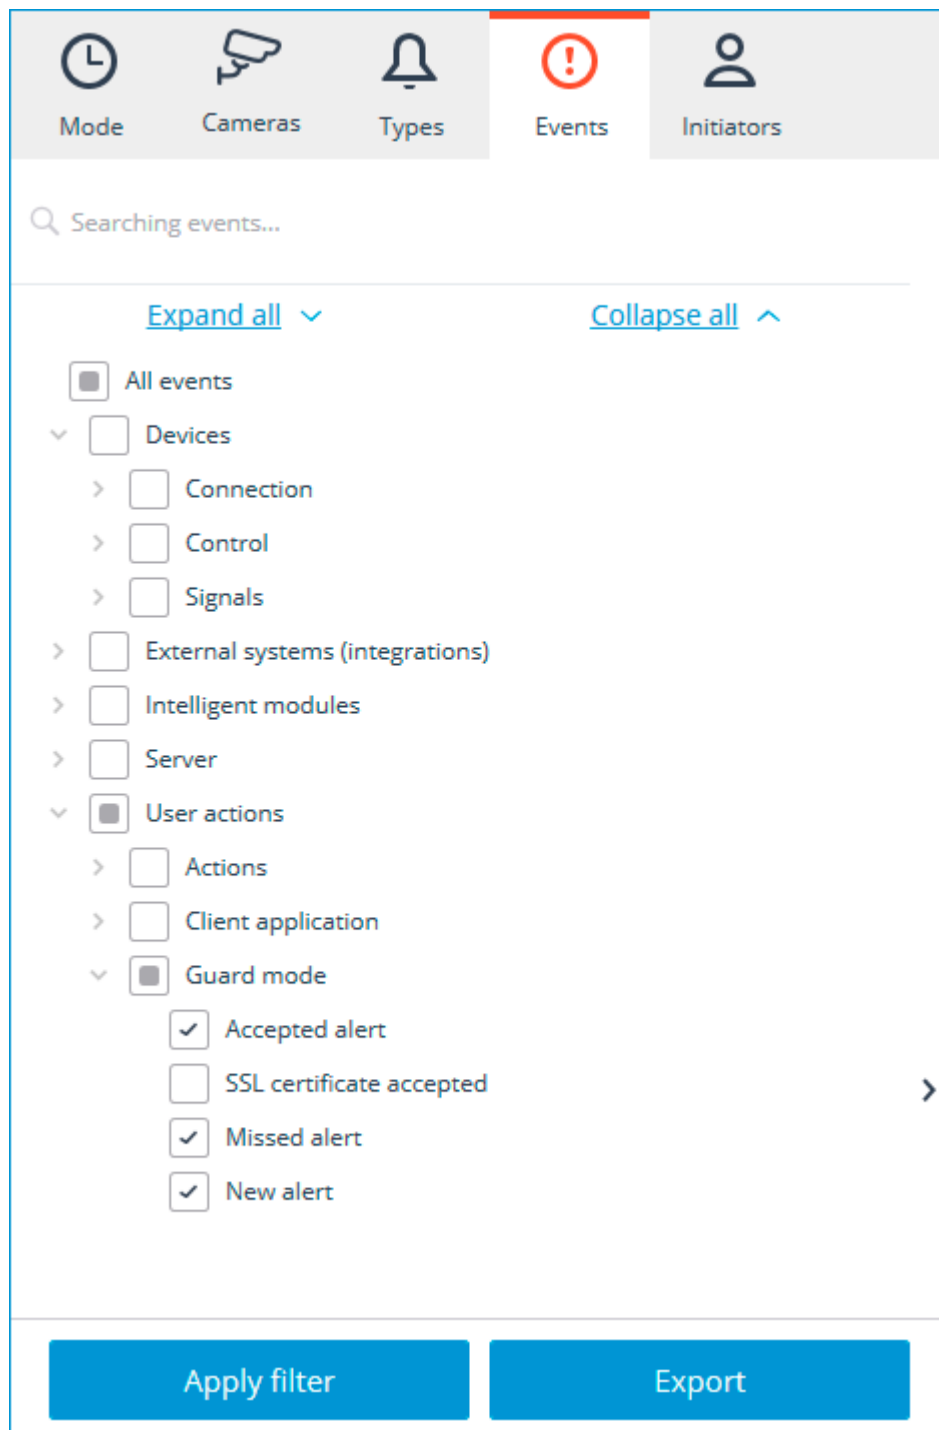 Mode Cameras Types Events Initiators
Searching events...
Expand all Collapse all
All events
Devices
Connection
Control
Signals
External systems (integrations)
Intelligent modules
Server
User actions
Actions
Client application
Guard mode
Accepted alert
SSL certificate accepted
Missed alert
New alert
Apply filter Export